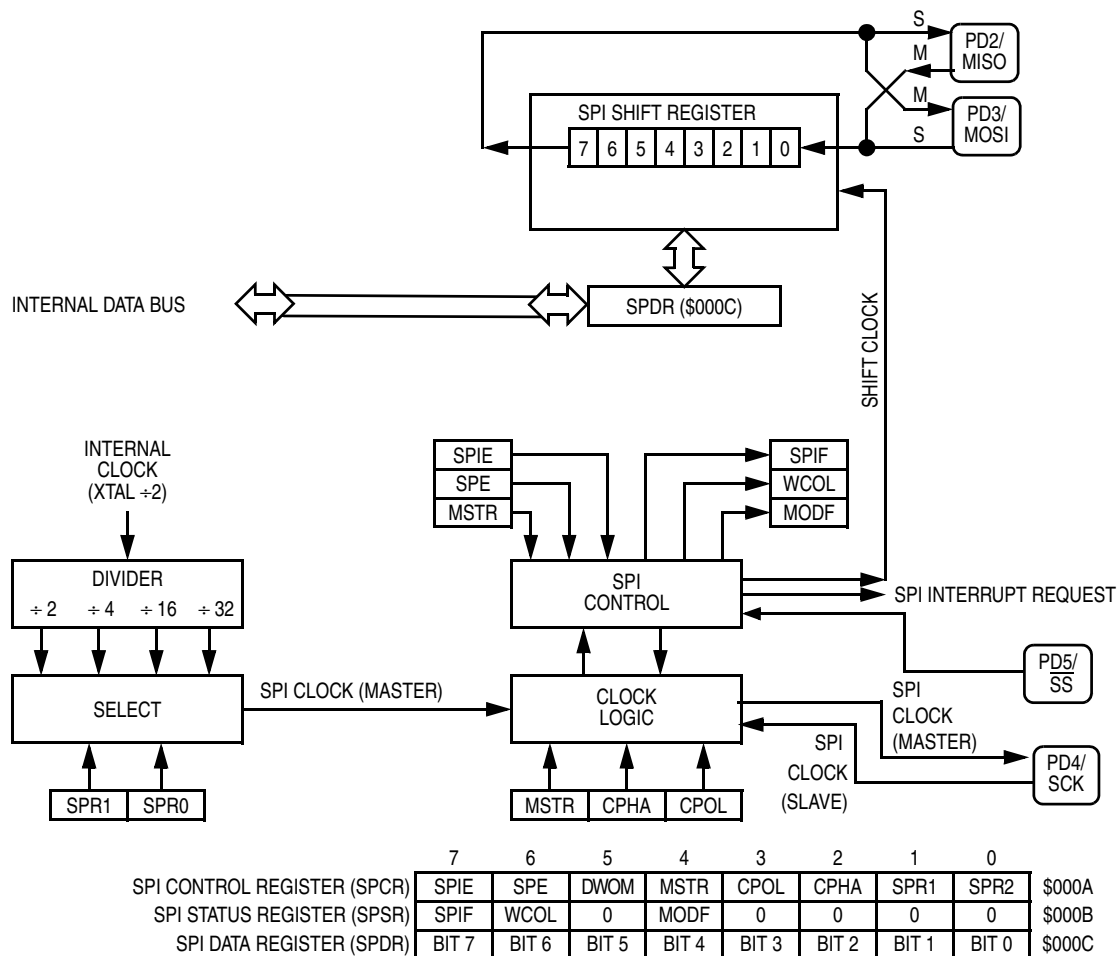 S
PD2/
MISO
M
M
PD3/
MOSI
S
SPI SHIFT REGISTER
7 6 5 4 3 2 1 0
INTERNAL DATA BUS
SPDR ($000C)
SHIFT CLOCK
INTERNAL
CLOCK
(XTAL ÷2)
SPIE
SPE
MSTR
SPIF
WCOL
MODF
DIVIDER
÷ 2 ÷ 4 ÷ 16 ÷ 32
SPI
CONTROL
SPI INTERRUPT REQUEST
PD5/
SS
SELECT
SPI CLOCK (MASTER)
CLOCK
LOGIC
SPI
CLOCK
(MASTER)
SPI
CLOCK
(SLAVE)
PD4/
SCK
SPR1 SPR0
MSTR CPHA CPOL
7 6 5 4 3 2 1 0
SPI CONTROL REGISTER (SPCR) SPIE SPE DWOM MSTR CPOL CPHA SPR1 SPR2 $000A
SPI STATUS REGISTER (SPSR) SPIF WCOL 0 MODF 0 0 0 0 $000B
SPI DATA REGISTER (SPDR) BIT 7 BIT 6 BIT 5 BIT 4 BIT 3 BIT 2 BIT 1 BIT 0 $000C